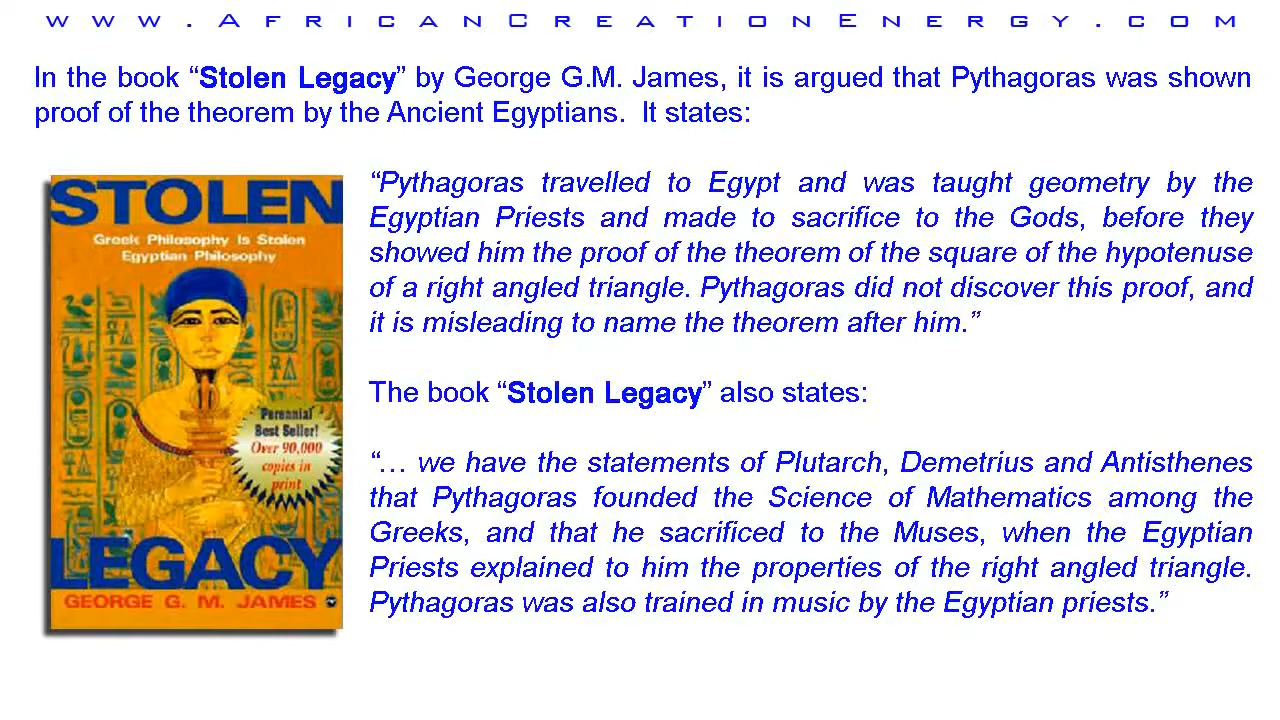 www.AfricanCreationEnergy.com
In the book “Stolen Legacy” by George G.M. James, it is argued that Pythagoras was shown
proof of the theorem by the Ancient Egyptians. It states:
STOLEN
Greek Philosophy Is Stolen
Egyptian Philosophy
Perennial
Best Seller!
Over 90,000
copies in
print
LEGACY
GEORGE G. M. JAMES
“Pythagoras travelled to Egypt and was taught geometry by the
Egyptian Priests and made to sacrifice to the Gods, before they
showed him the proof of the theorem of the square of the hypotenuse
of a right angled triangle. Pythagoras did not discover this proof, and
it is misleading to name the theorem after him.”
The book “Stolen Legacy” also states:
“… we have the statements of Plutarch, Demetrius and Antisthenes
that Pythagoras founded the Science of Mathematics among the
Greeks, and that he sacrificed to the Muses, when the Egyptian
Priests explained to him the properties of the right angled triangle.
Pythagoras was also trained in music by the Egyptian priests.”